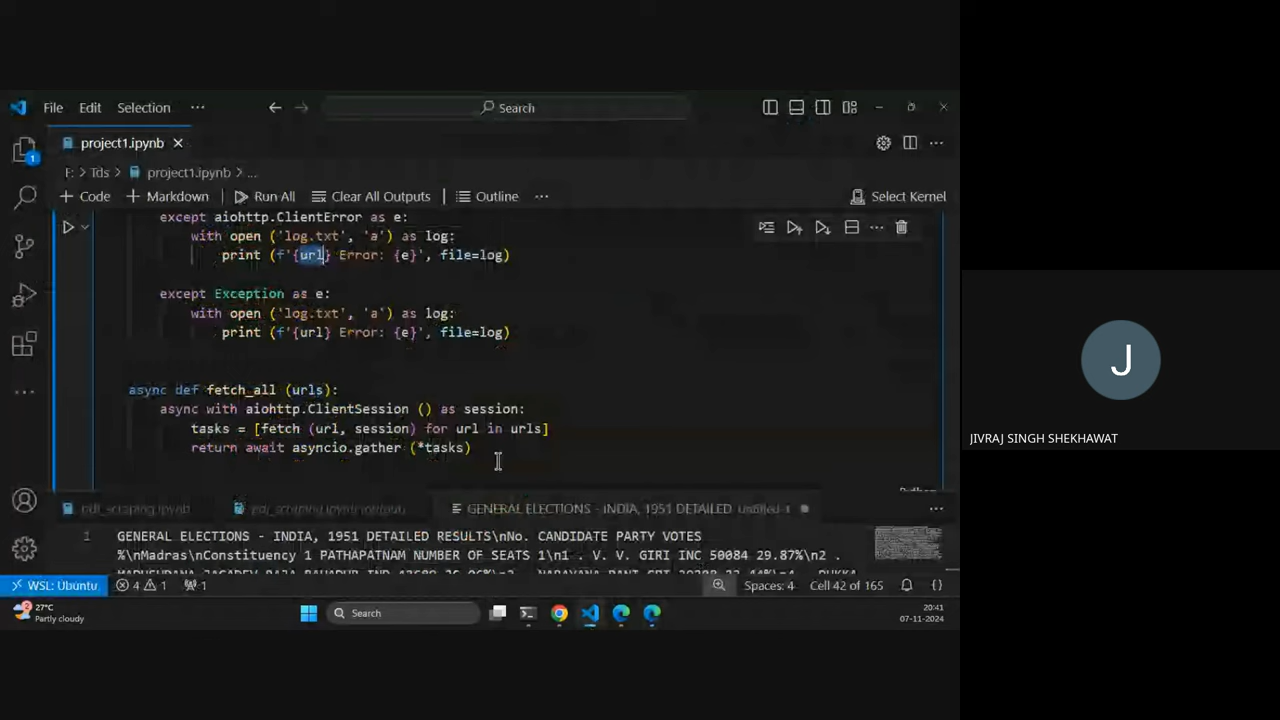 File Edit Selection ··· Search
project1.ipynb
F: > Tds > project1.ipynb > ...
+ Code + Markdown Run All Clear All Outputs Outline ··· Select Kernel
except aiohttp.ClientError as e:
with open ('log.txt', 'a') as log:
print (f'{url} Error: {e}', file=log)
except Exception as e:
with open ('log.txt', 'a') as log:
print (f'{url} Error: {e}', file=log)
async def fetch_all (urls):
async with aiohttp.ClientSession () as session:
tasks = [fetch (url, session) for url in urls]
return await asyncio.gather (*tasks)
J
JIVRAJ SINGH SHEKHAWAT
GENERAL ELECTIONS - INDIA, 1951 DETAILED Untitled-1
1 GENERAL ELECTIONS - INDIA, 1951 DETAILED RESULTS\nNo. CANDIDATE PARTY VOTES
%\nMadras\nConstituency 1 PATHAPATNAM NUMBER OF SEATS 1\n1 . V. V. GIRI INC 50084 29.87%\n2 .
WSL: Ubuntu 4 1 1 Spaces: 4 Cell 42 of 165 {}
2 27°C
Partly cloudy
Search
20:41
07-11-2024